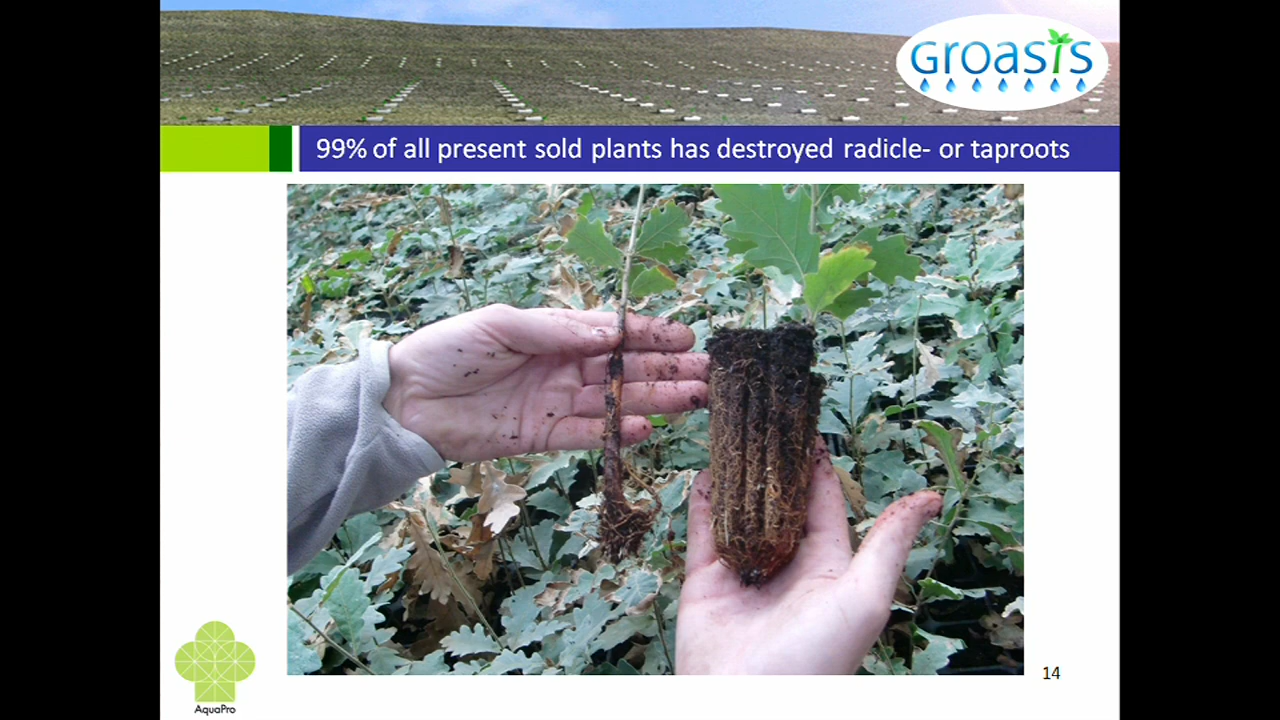 GROASIS
99% of all present sold plants has destroyed radicle- or taproots
AquaPro
14